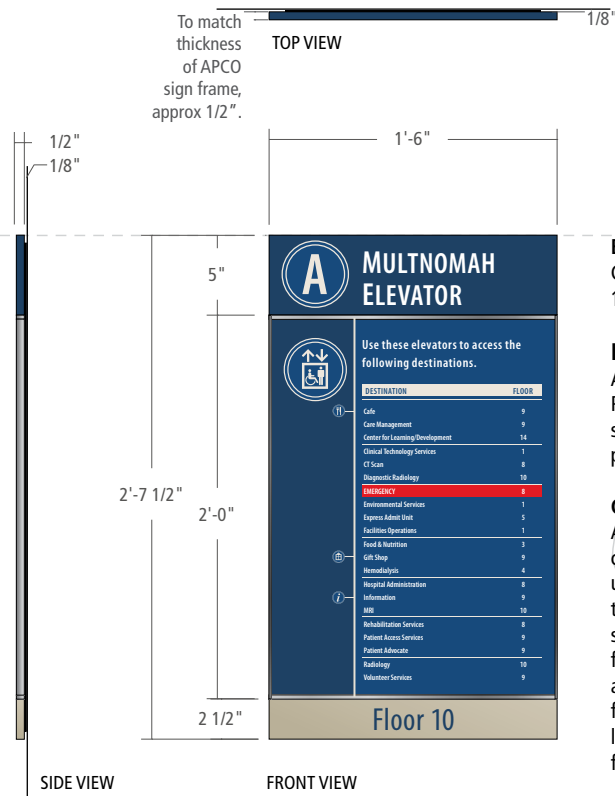 To match
thickness
of APCO
sign frame,
approx 1/2".
TOP VIEW
1/8"
1/2"
1/8"
1'-6"
5"
2'-7 1/2"
2'-0"
2 1/2"
A
MULTNOMAH
ELEVATOR
Use these elevators to access the
following destinations.
DESTINATION FLOOR
Cafe 9
Care Management 9
Center for Learning/Development 14
Clinical Technology Services 1
CT Scan 8
Diagnostic Radiology 10
EMERGENCY 8
Environmental Services 1
Express Admit Unit 5
Facilities Operations 1
Food & Nutrition 3
Gift Shop 9
Hemodialysis 4
Hospital Administration 8
i Information 9
MRI 10
Rehabilitation Services 8
Patient Access Services 9
Patient Advocate 9
Radiology 10
Volunteer Services 9
Floor 10
SIDE VIEW
FRONT VIEW